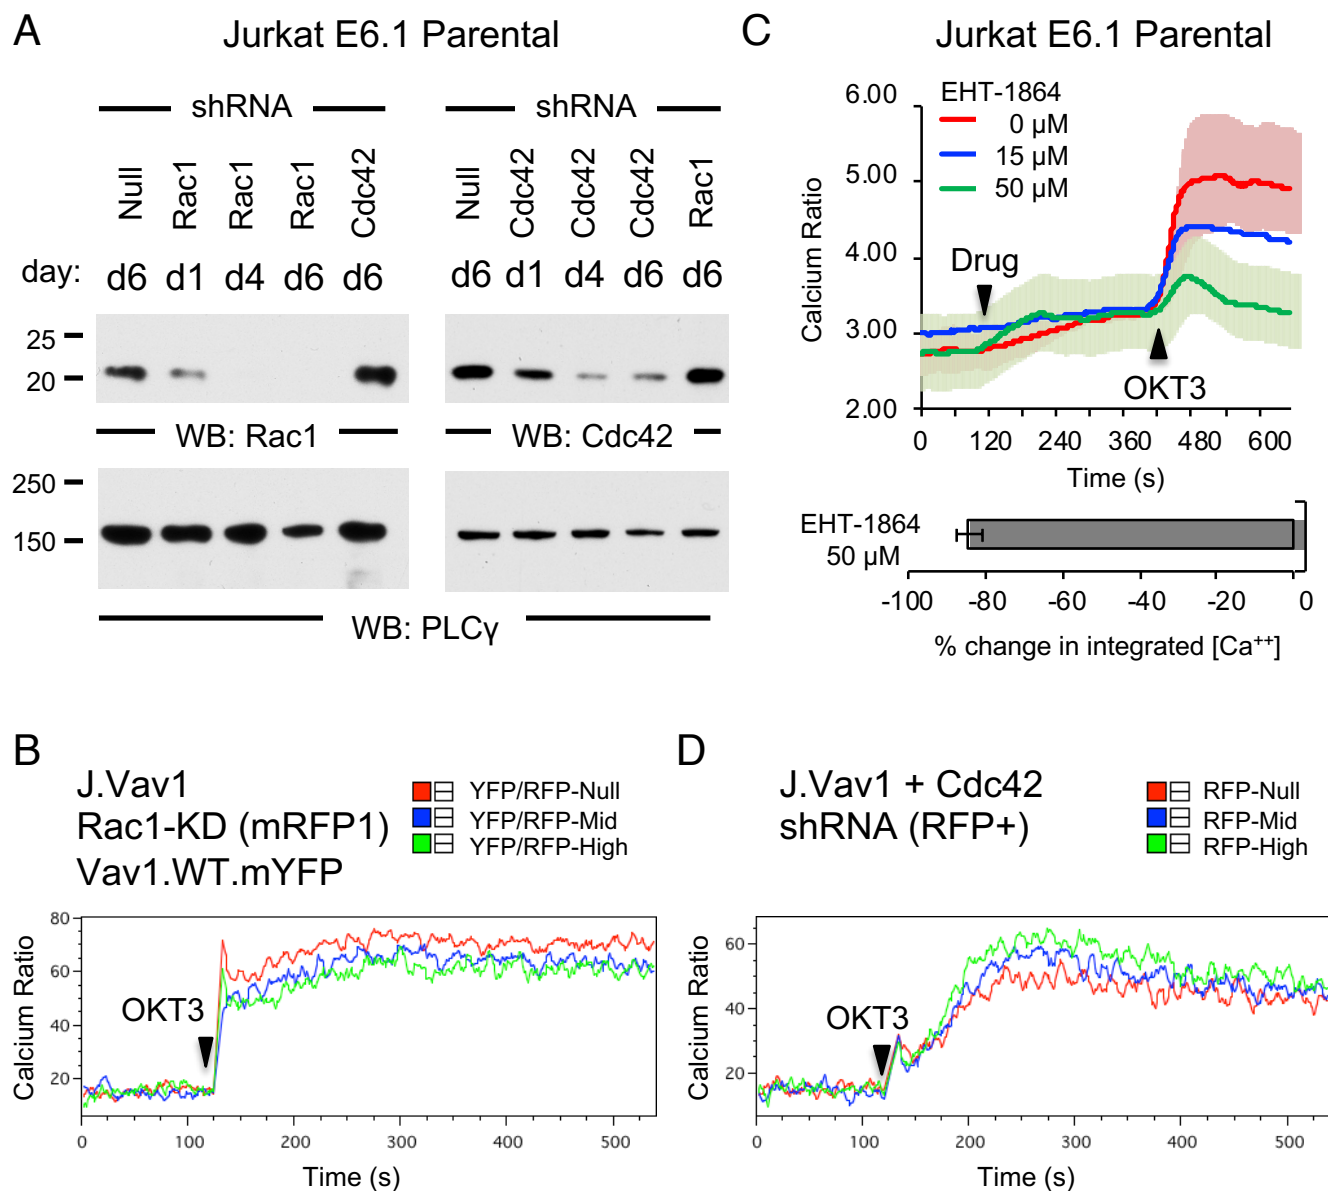 A
Jurkat E6.1 Parental
shRNA
shRNA
Null
Rac1
Rac1
Rac1
Cdc42
Null
Cdc42
Cdc42
Cdc42
Rac1
day:
d6
d1
d4
d6
d6
d6
d1
d4
d6
d6
25
20
WB: Rac1
WB: Cdc42
250
150
WB: PLCγ
C
Jurkat E6.1 Parental
EHT-1864
0 µM
15 µM
50 µM
6.00
5.00
4.00
3.00
2.00
Calcium Ratio
Drug
OKT3
0 120 240 360 480 600
Time (s)
EHT-1864
50 µM
-100 -80 -60 -40 -20 0
% change in integrated [Ca++]
B
J.Vav1
Rac1-KD (mRFP1)
Vav1.WT.mYFP
YFP/RFP-Null
YFP/RFP-Mid
YFP/RFP-High
80
60
40
20
Calcium Ratio
OKT3
0 100 200 300 400 500
Time (s)
D
J.Vav1 + Cdc42
shRNA (RFP+)
RFP-Null
RFP-Mid
RFP-High
60
40
20
Calcium Ratio
OKT3
0 100 200 300 400 500
Time (s)